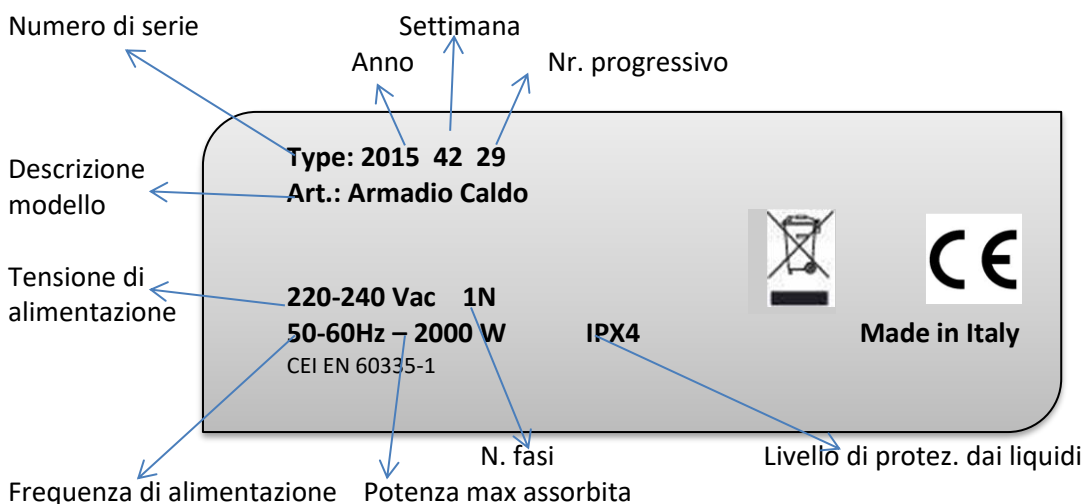 Numero di serie
Settimana
Anno
Nr. progressivo
Type: 2015 42 29
Descrizione
modello
Art.: Armadio Caldo
CE
Tensione di
alimentazione
220-240 Vac 1N
50-60Hz – 2000 W IPX4 Made in Italy
CEI EN 60335-1
N. fasi
Livello di protez. dai liquidi
Frequenza di alimentazione
Potenza max assorbita